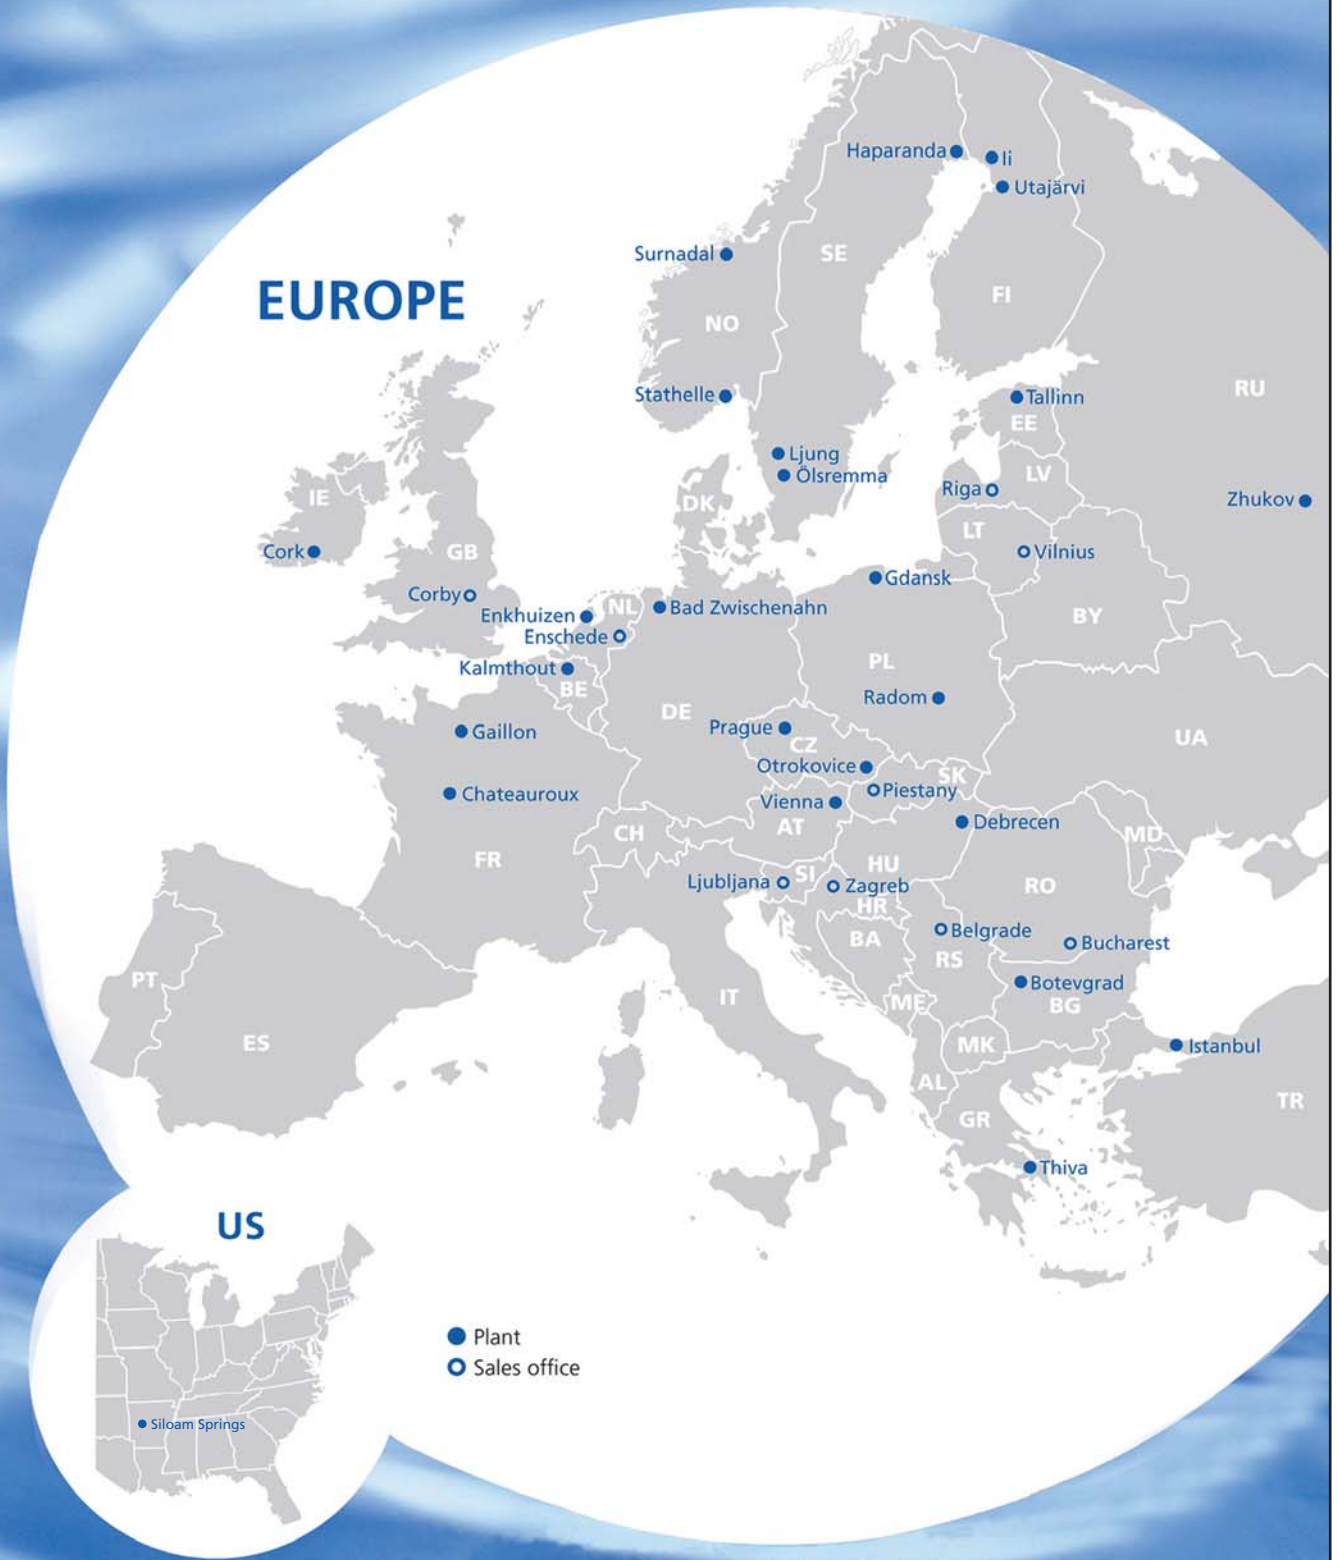 Haparanda
Ii
Utajärvi
Surnadal
SE
EUROPE
FI
NO
RU
Stathelle
Tallinn
EE
Ljung
Ölsremma
LV
Riga
IE
DK
Zhukov
LT
Cork
GB
Vilnius
Gdansk
Corby
NL
Bad Zwischenahn
Enkhuizen
BY
Enschede
PL
Kalmthout
BE
Radom
DE
Prague
Gaillon
UA
CZ
Otrokovice
SK
Piestany
Chateauroux
Vienna
Debrecen
AT
CH
MD
FR
HU
SI
Ljubljana
Zagreb
RO
HR
Belgrade
BA
Bucharest
RS
PT
Botevgrad
IT
ME
BG
ES
MK
Istanbul
AL
TR
GR
Thiva
US
Plant
Sales office
Siloam Springs